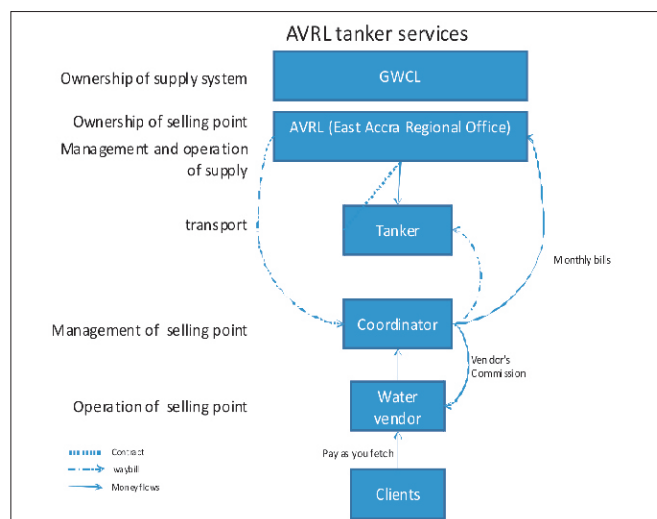 AVRL tanker services
Ownership of supply system
GWCL
Ownership of selling point
AVRL (East Accra Regional Office)
Management and operation
of supply
transport
Tanker
Monthly bills
Management of selling point
Coordinator
Vendor's
Commission
Operation of selling point
Water
vendor
Contract
waybill
Money flows
Pay as you fetch
Clients